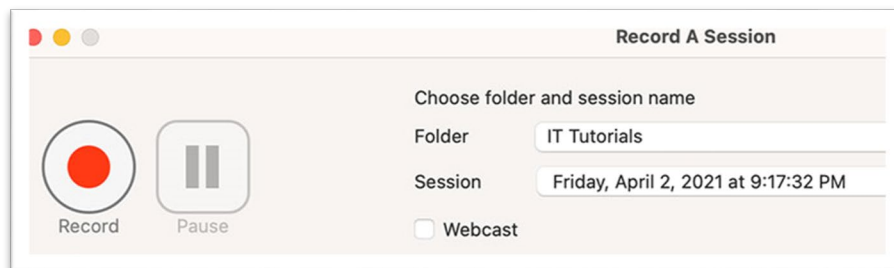 Record A Session
Choose folder and session name
Folder IT Tutorials
Session Friday, April 2, 2021 at 9:17:32 PM
Webcast
Record Pause